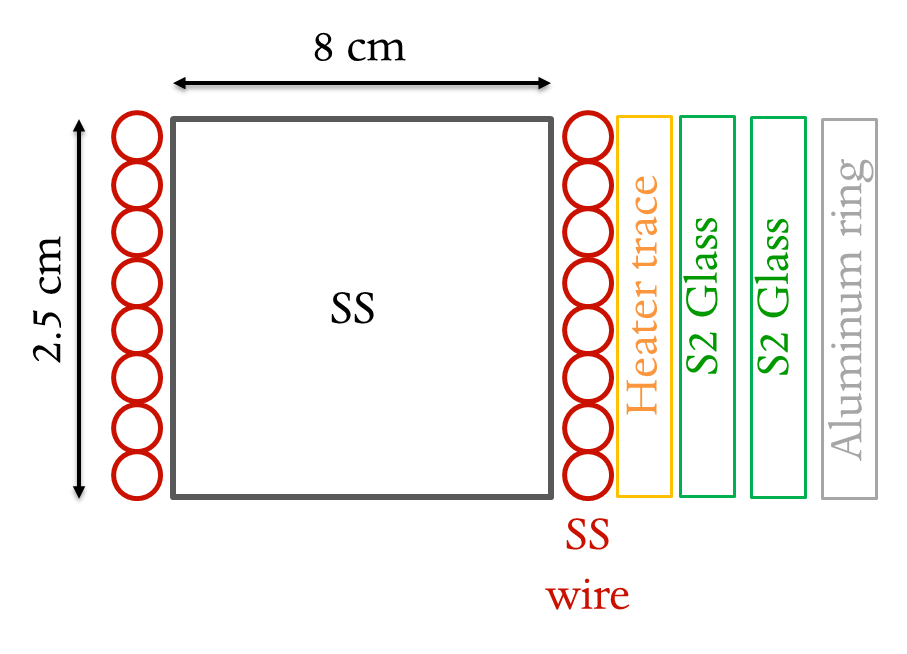 8 cm
2.5 cm
SS
Heater trace
S2 Glass
S2 Glass
Aluminum ring
SS
wire